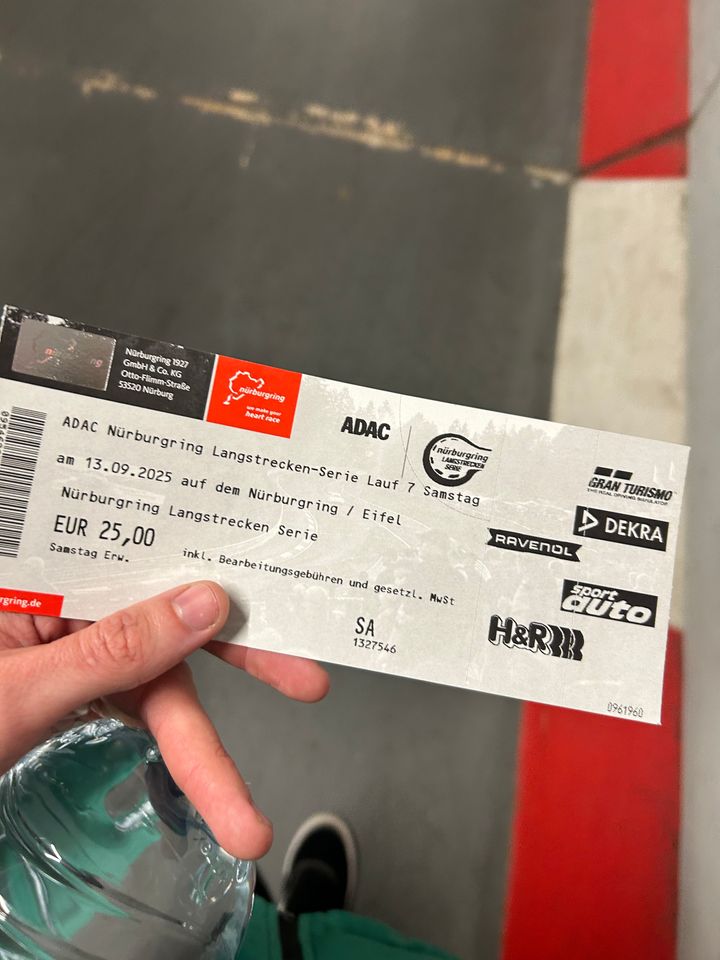 Nürburgring 1927
GmbH & Co. KG
Otto-Flimm-Straße
53520 Nürburg
nürburgring
we make your
heart race
ADAC
nürburgring
LANGSTRECKEN
SERIE
GRAN TURISMO
THE REAL DRIVING SIMULATOR
DEKRA
RAVENOL
sport
auto
H&R
ADAC Nürburgring Langstrecken-Serie Lauf 7 Samstag
am 13.09.2025 auf dem Nürburgring / Eifel
Nürburgring Langstrecken Serie
EUR 25,00
Samstag Erw.
inkl. Bearbeitungsgebühren und gesetzl. MwSt
SA
1327546
rgring.de
0961960